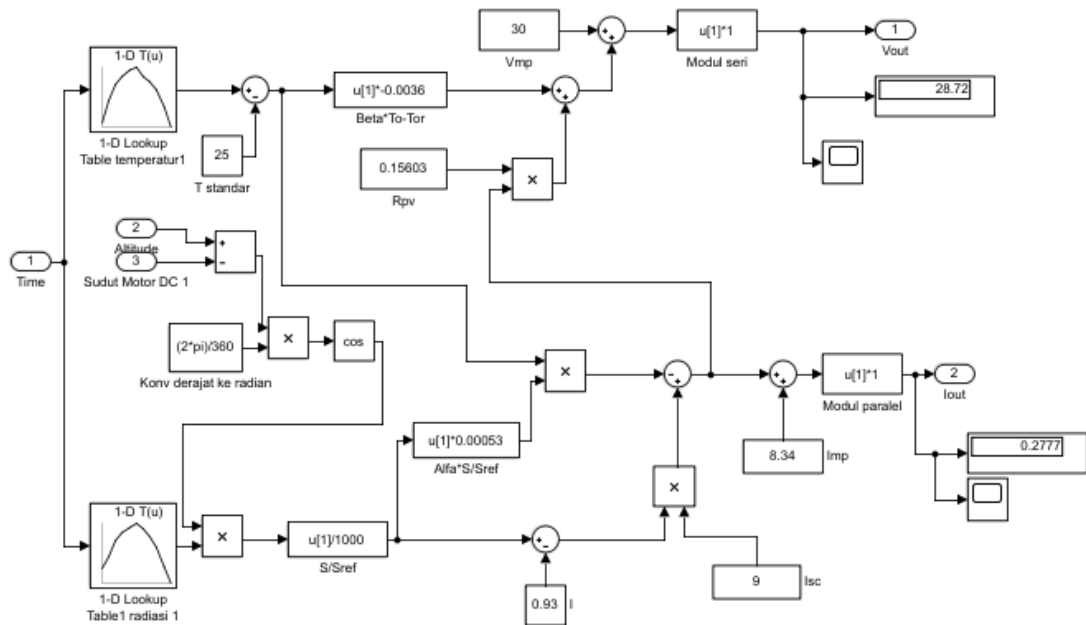 1-D T(u)
1-D Lookup
Table temperatur1
+
−
25
T standar
u[1]*-0.0036
Beta*To-Tor
30
Vmp
+
+
u[1]*1
Modul seri
1
Vout
28.72
+
+
0.15603
Rpv
×
2
Altitude
3
Sudut Motor DC 1
+
−
1
Time
(2*pi)/360
Konv derajat ke radian
×
cos
×
u[1]*0.00053
Alfa*S/Sref
−
+
+
+
u[1]*1
Modul paralel
2
Iout
0.2777
8.34
Imp
×
1-D T(u)
1-D Lookup
Table1 radiasi 1
×
u[1]/1000
S/Sref
+
−
0.93
I
9
Isc